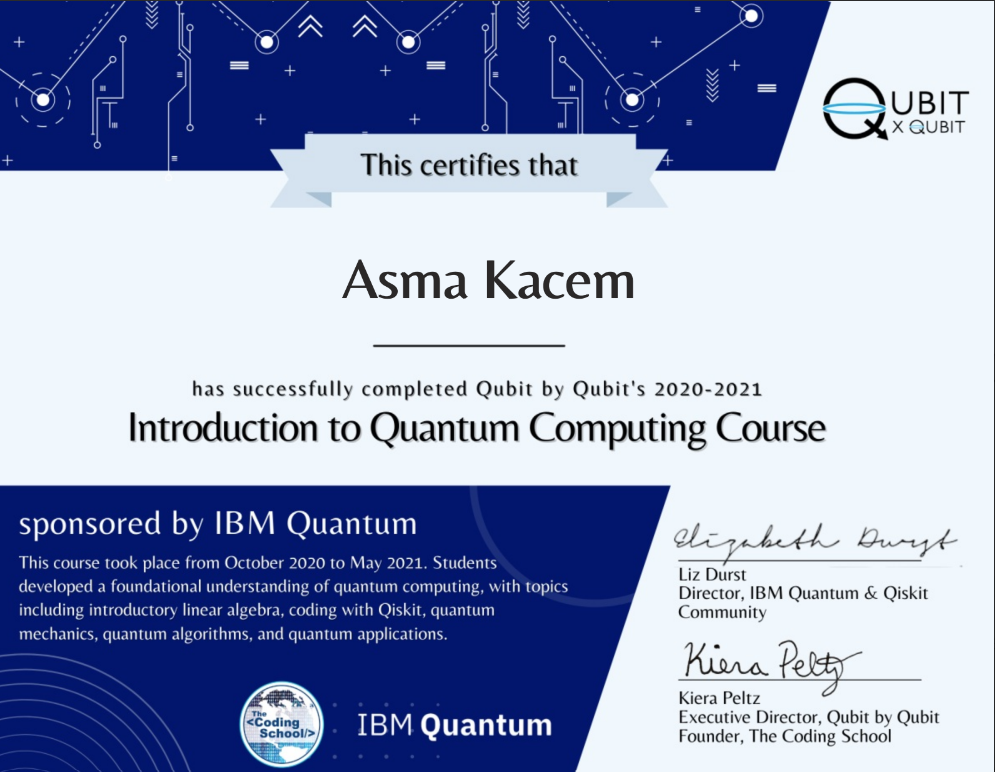 QUBIT
X QUBIT
This certifies that
Asma Kacem
has successfully completed Qubit by Qubit's 2020-2021
Introduction to Quantum Computing Course
sponsored by IBM Quantum
This course took place from October 2020 to May 2021. Students
developed a foundational understanding of quantum computing, with topics
including introductory linear algebra, coding with Qiskit, quantum
mechanics, quantum algorithms, and quantum applications.
The
<Coding
School/>
IBM Quantum
Elizabeth Durst
Liz Durst
Director, IBM Quantum & Qiskit
Community
Kiera Peltz
Kiera Peltz
Executive Director, Qubit by Qubit
Founder, The Coding School